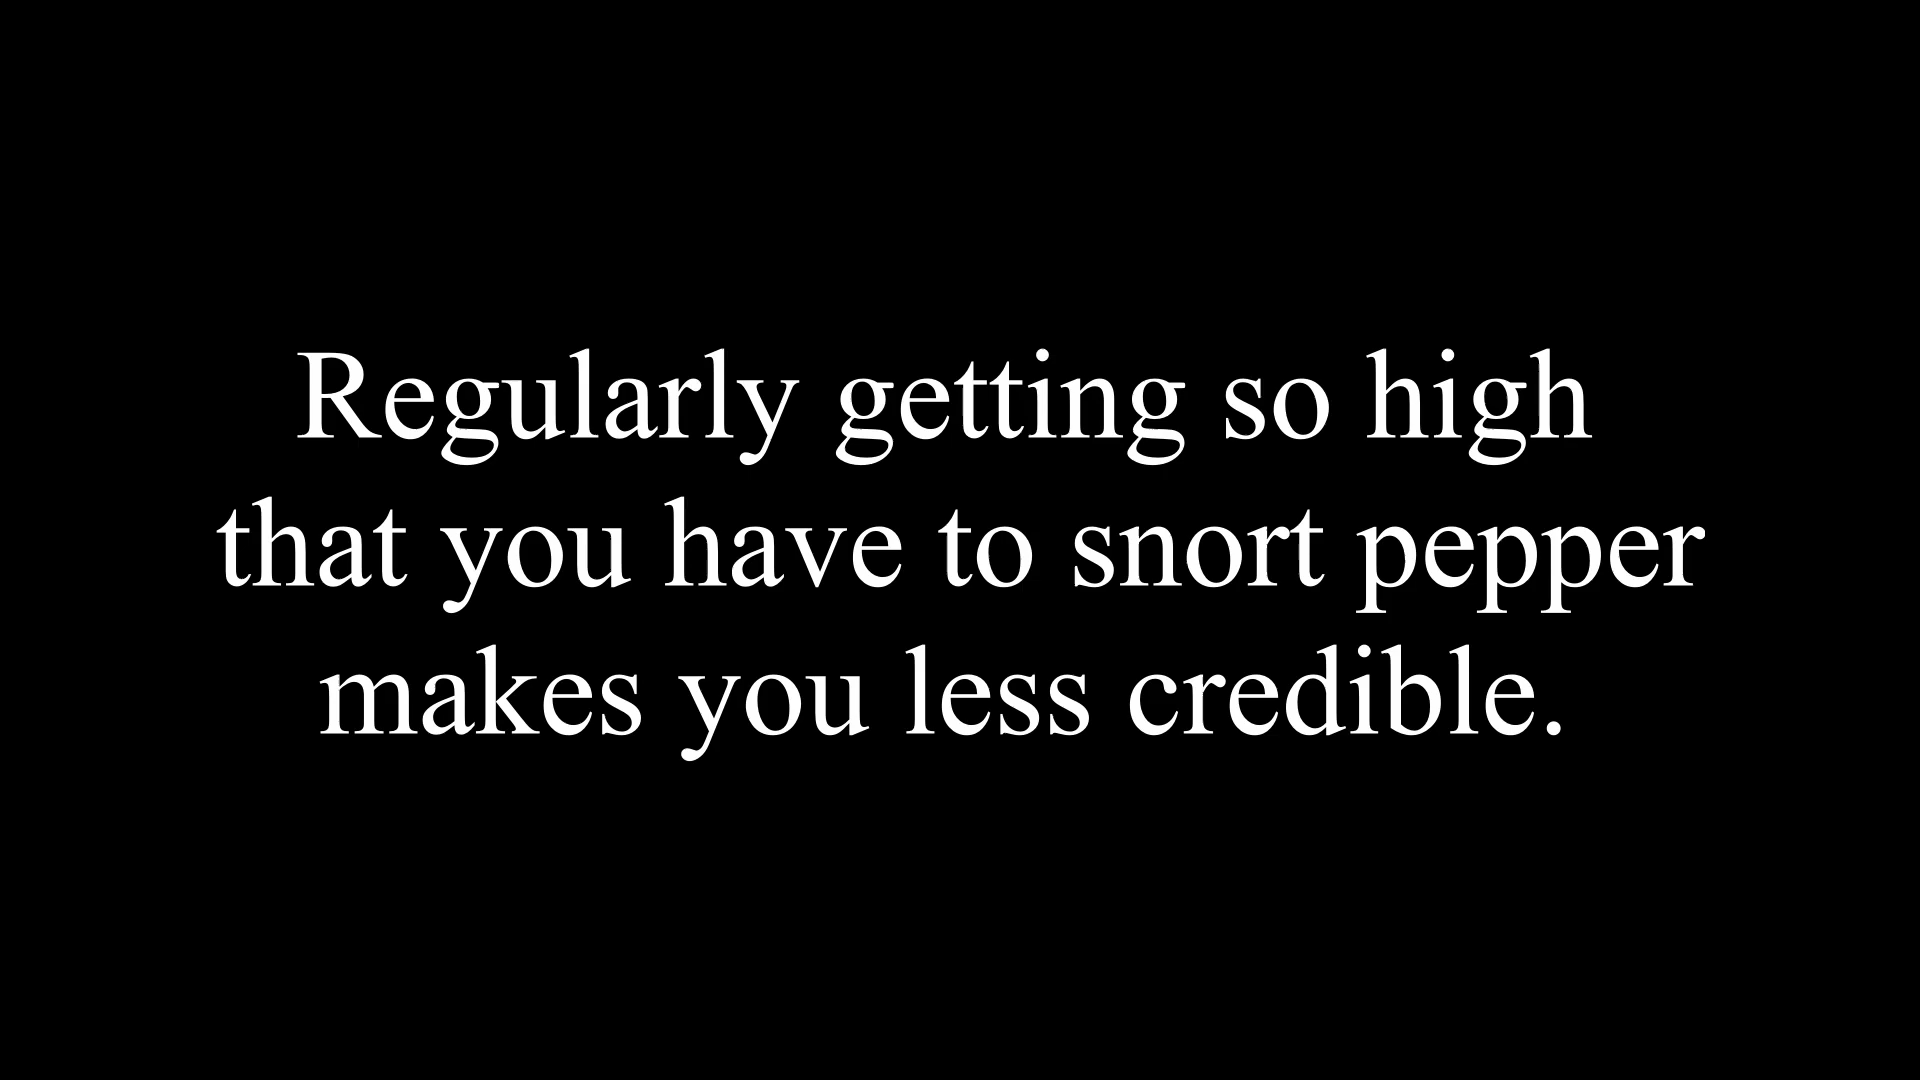 Regularly getting so high
that you have to snort pepper
makes you less credible.